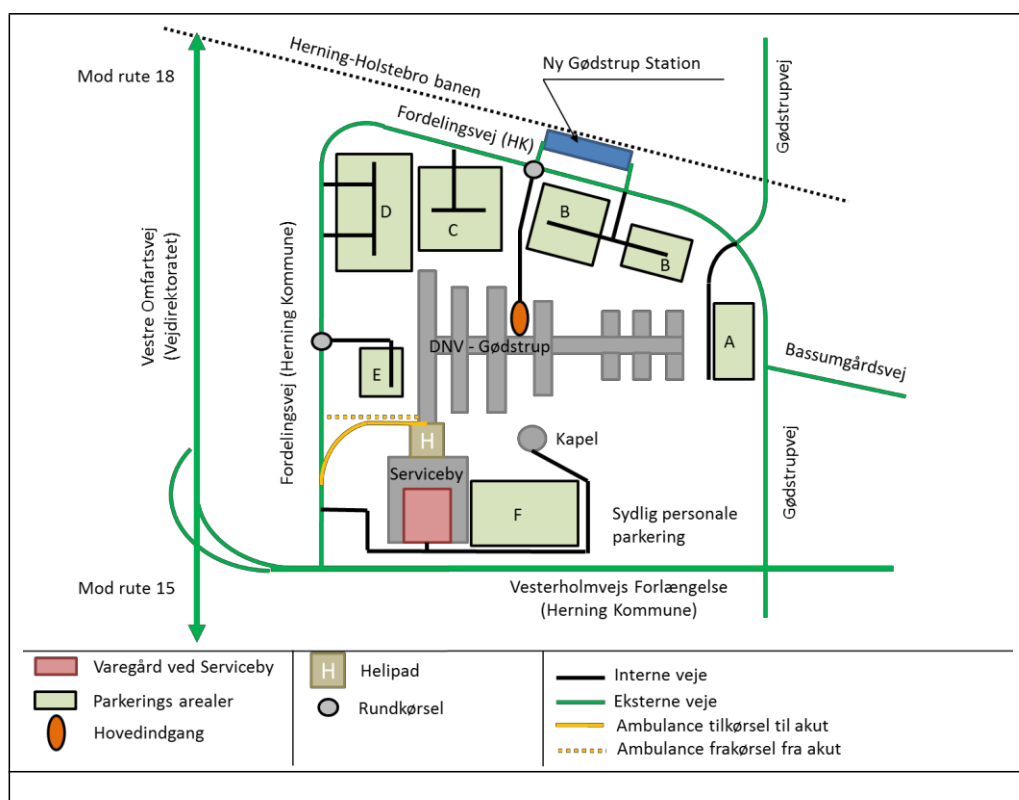 Herning-Holstebro banen
Ny Gødstrup Station
Mod rute 18
Fordelingsvej (HK)
Gødstrupvej
D
C
B
B
Vestre Omfartsvej
(Vejdirektoratet)
Fordelingsvej (Herning Kommune)
DNV - Gødstrup
A
E
Bassumgårdsvej
H
Kapel
Serviceby
F
Sydlig personale
parkering
Gødstrupvej
Mod rute 15
Vesterholmvejs Forlængelse
(Herning Kommune)
Varegård ved Serviceby
Parkerings arealer
Hovedindgang
H
Helipad
Rundkørsel
Interne veje
Eksterne veje
Ambulance tilkørsel til akut
Ambulance frakørsel fra akut